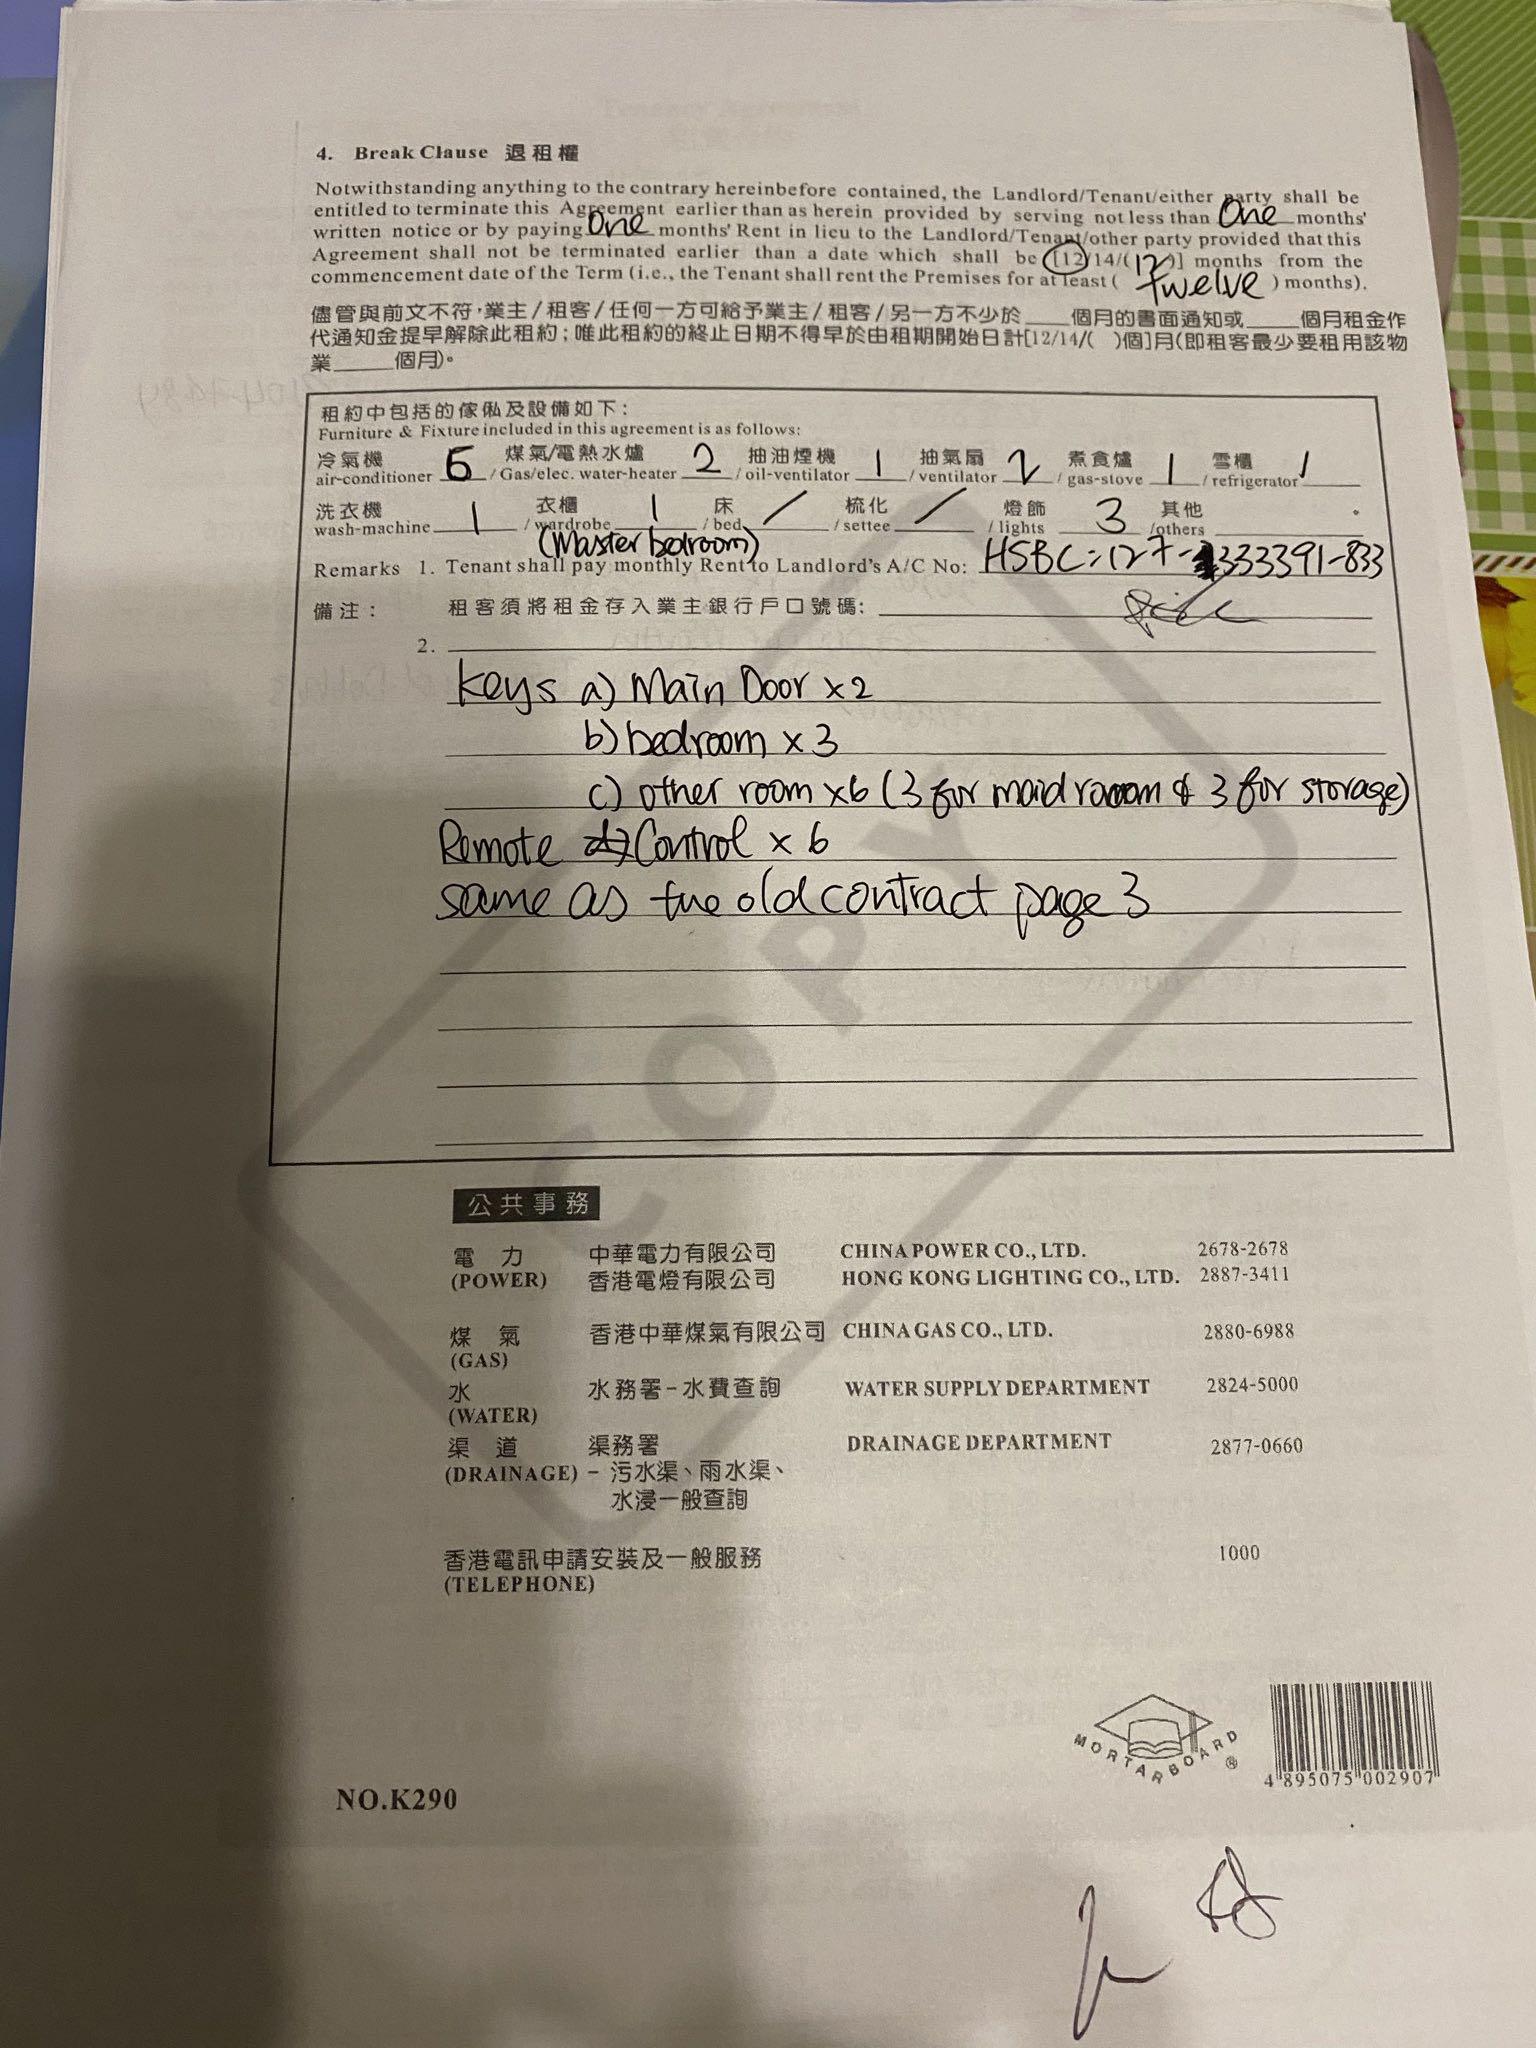 4. Break Clause 退租權
Notwithstanding anything to the contrary hereinbefore contained, the Landlord/Tenant/either party shall be
entitled to terminate this Agreement earlier than as herein provided by serving not less than One months'
written notice or by paying One months' Rent in lieu to the Landlord/Tenant/other party provided that this
Agreement shall not be terminated earlier than a date which shall be [12/14/(12)] months from the
commencement date of the Term (i.e., the Tenant shall rent the Premises for at least ( twelve ) months).
儘管與前文不符,業主/租客/任何一方可給予業主/租客/另一方不少於____個月的書面通知或____個月租金作
代通知金提早解除此租約;唯此租約的終止日期不得早於由租期開始日計[12/14/( )個]月(即租客最少要租用該物
業____個月)。
租約中包括的傢俬及設備如下:
Furniture & Fixture included in this agreement is as follows:
冷氣機 煤氣/電熱水爐 抽油煙機 抽氣扇 煮食爐 雪櫃
air-conditioner /Gas/elec. water-heater 2 /oil-ventilator 1 /ventilator 2 /gas-stove 1 /refrigerator 1
洗衣機 衣櫃 床 梳化 燈飾 其他
wash-machine 1 /wardrobe 1 /bed / /settee / /lights 3 /others
(Master bedroom)
Remarks 1. Tenant shall pay monthly Rent to Landlord's A/C No: HSBC: 127-333391-833
備注: 租客須將租金存入業主銀行戶口號碼:
2.
keys a) Main Door x2
b) bedroom x 3
c) other room x6 (3 for maid room & 3 for storage)
Remote Control x 6
same as the old contract page 3
COPY
公共事務
電力 中華電力有限公司 CHINA POWER CO., LTD. 2678-2678
(POWER) 香港電燈有限公司 HONG KONG LIGHTING CO., LTD. 2887-3411
煤氣 香港中華煤氣有限公司 CHINA GAS CO., LTD. 2880-6988
(GAS)
水 水務署-水費查詢 WATER SUPPLY DEPARTMENT 2824-5000
(WATER)
渠道 渠務署 DRAINAGE DEPARTMENT 2877-0660
(DRAINAGE) - 污水渠、雨水渠、
水浸一般查詢
香港電訊申請安裝及一般服務 1000
(TELEPHONE)
MORTARBOARD ®
4 895075 002907
NO.K290